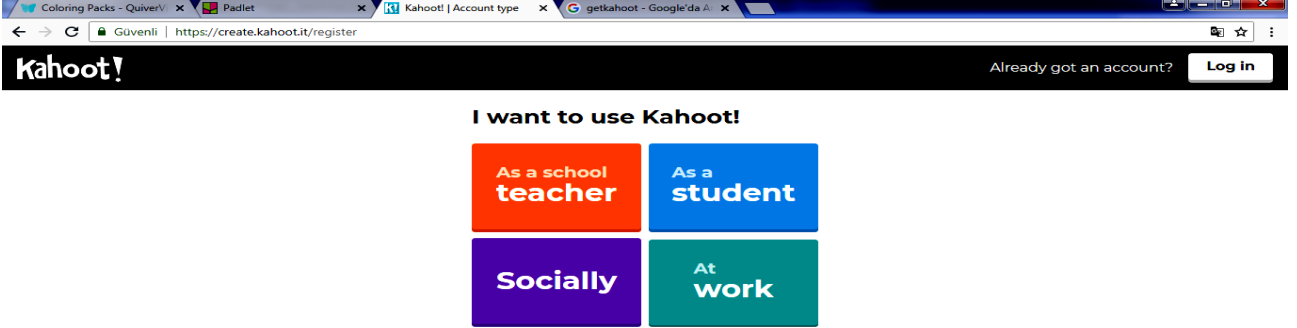 Coloring Packs - QuiverV
Padlet
Kahoot! | Account type
getkahoot - Google'da A
Güvenli | https://create.kahoot.it/register
Kahoot!
Already got an account?
Log in
I want to use Kahoot!
As a school
teacher
As a
student
Socially
At
work